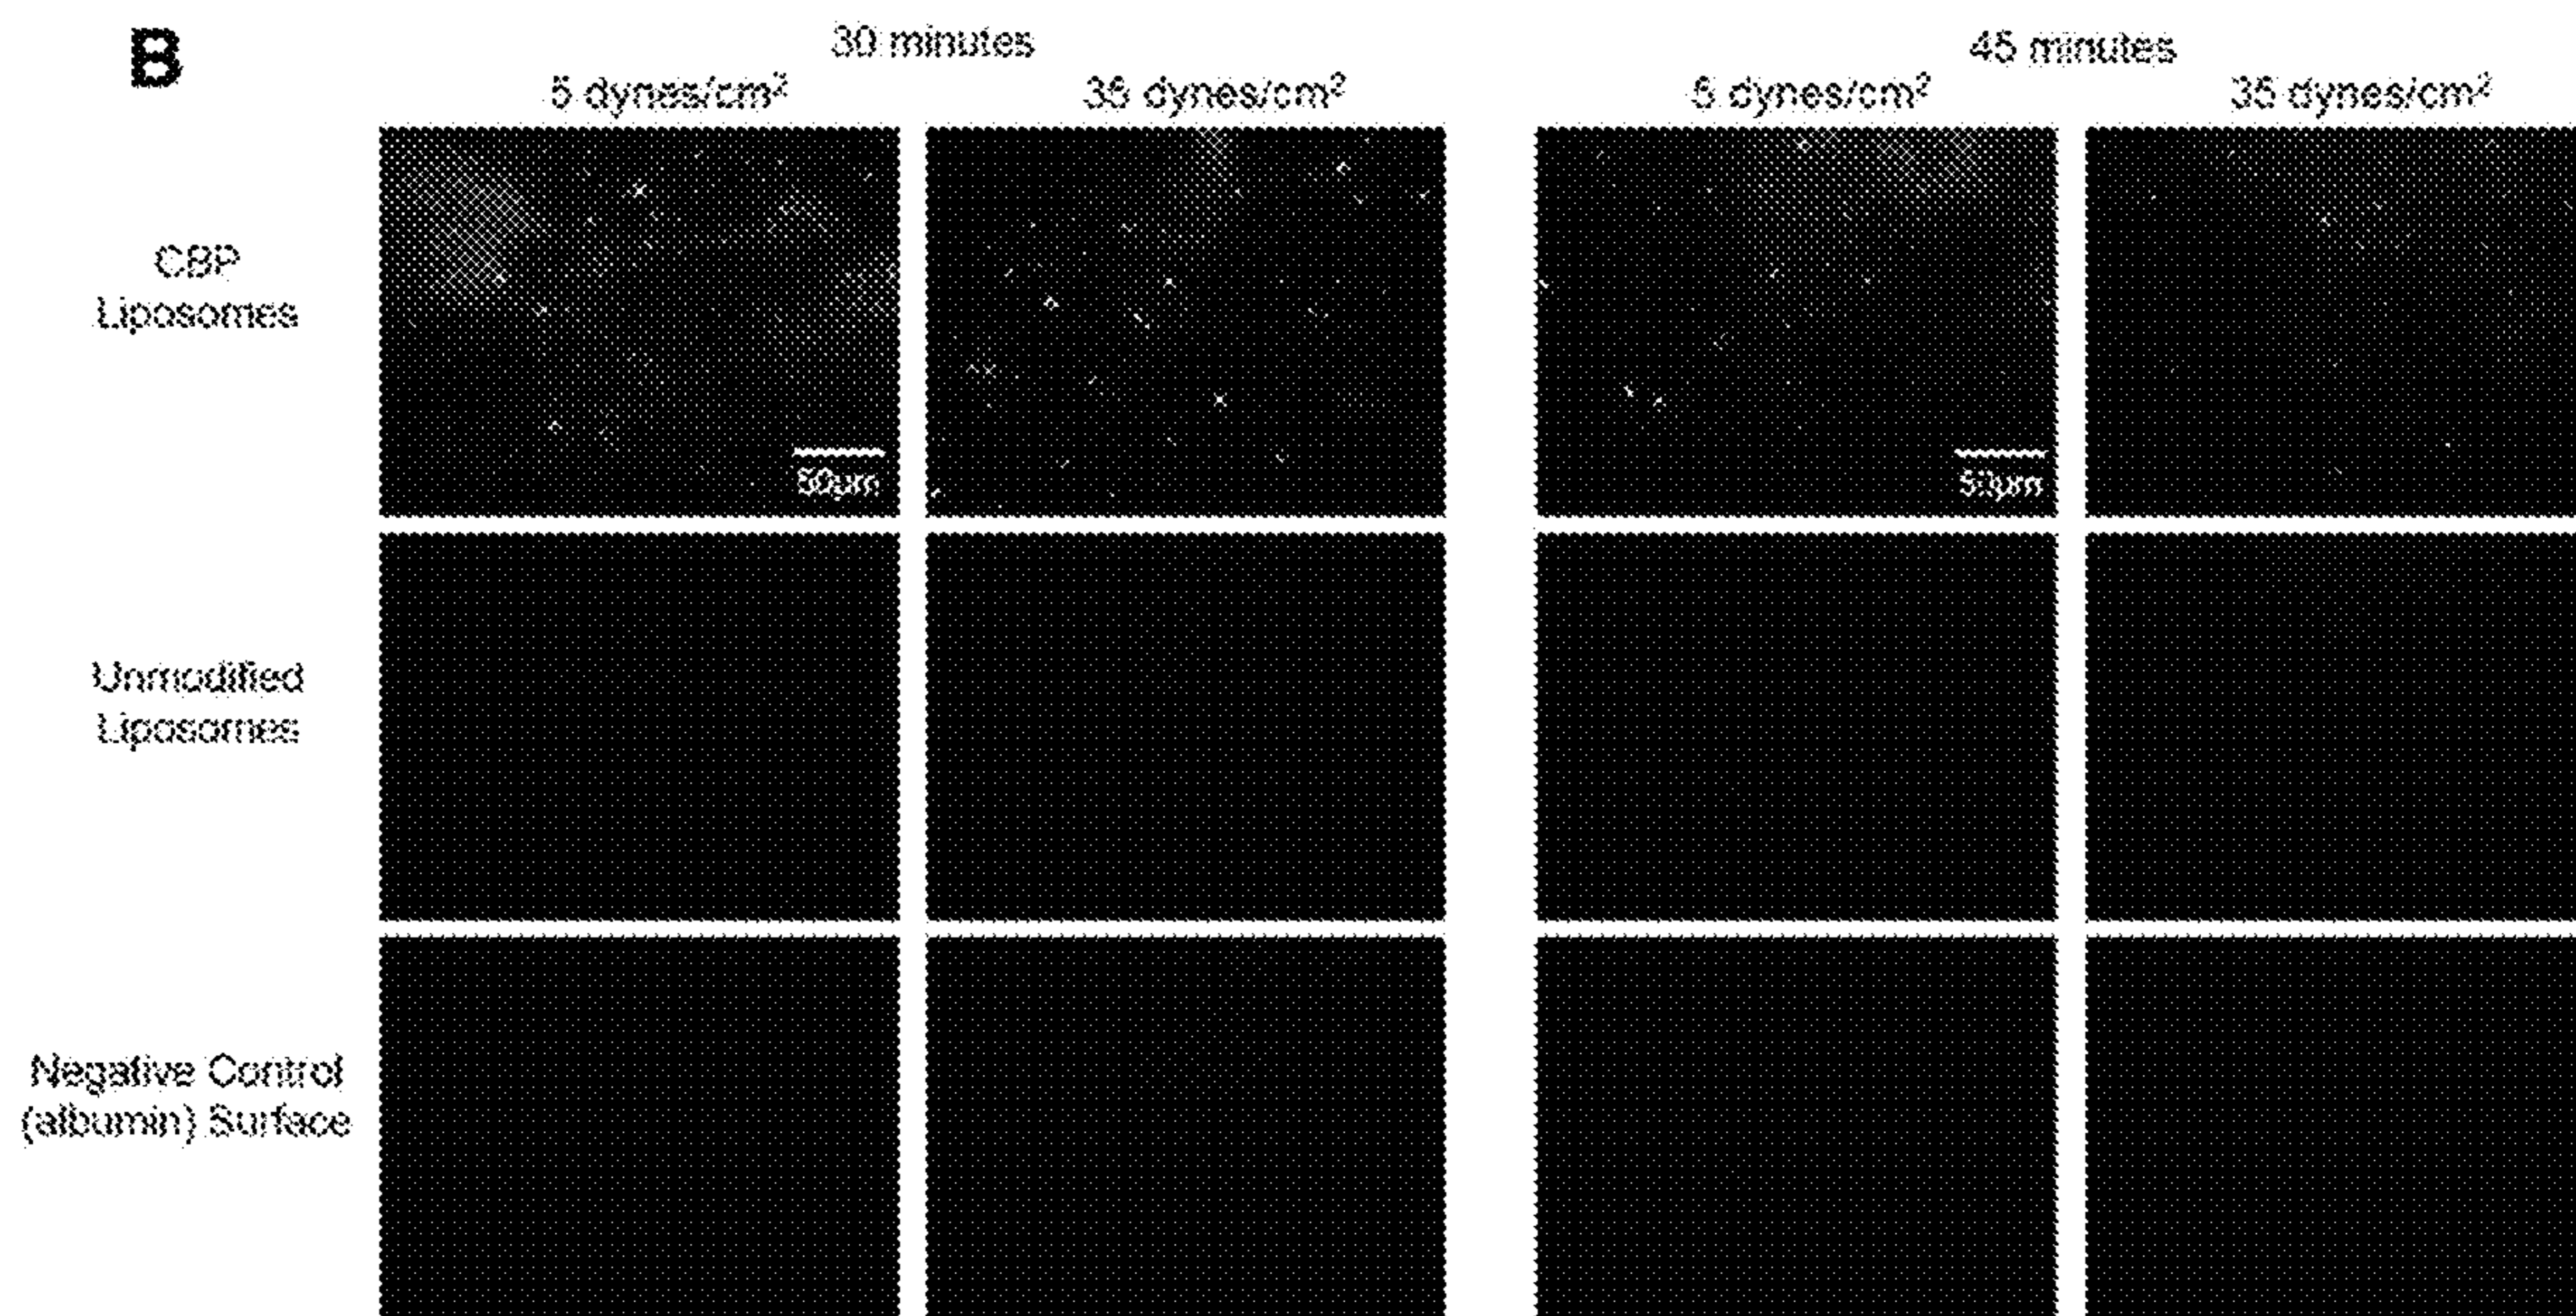 B
30 minutes
45 minutes
5 dynes/cm²
35 dynes/cm²
5 dynes/cm²
35 dynes/cm²
CBP
Liposomes
50μm
50μm
Unmodified
Liposomes
Negative Control
(albumin) Surface